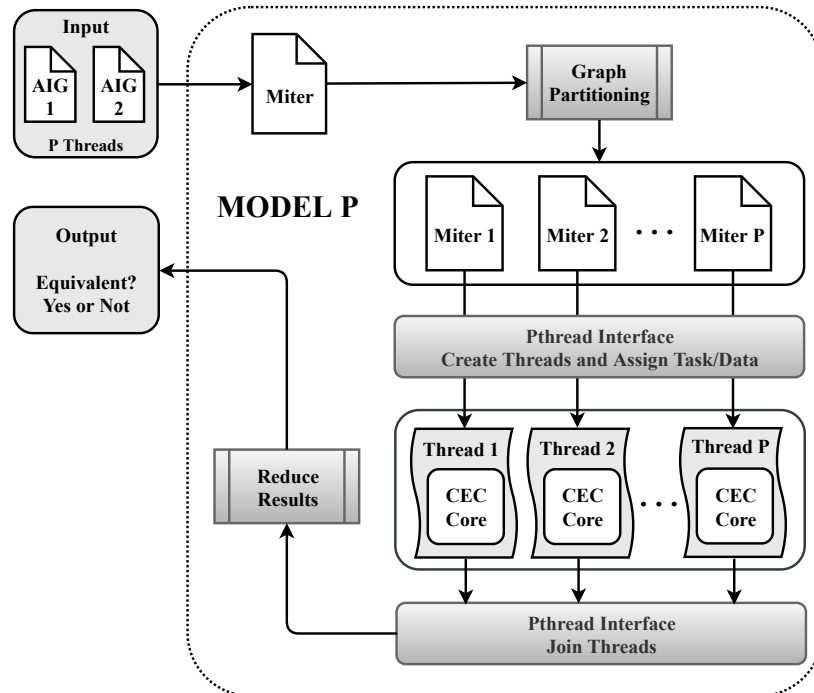 Input
AIG
1
AIG
2
P Threads
Miter
Graph
Partitioning
MODEL P
Miter 1
Miter 2
. . .
Miter P
Output
Equivalent?
Yes or Not
Pthread Interface
Create Threads and Assign Task/Data
Thread 1
CEC
Core
Thread 2
CEC
Core
. . .
Thread P
CEC
Core
Reduce
Results
Pthread Interface
Join Threads